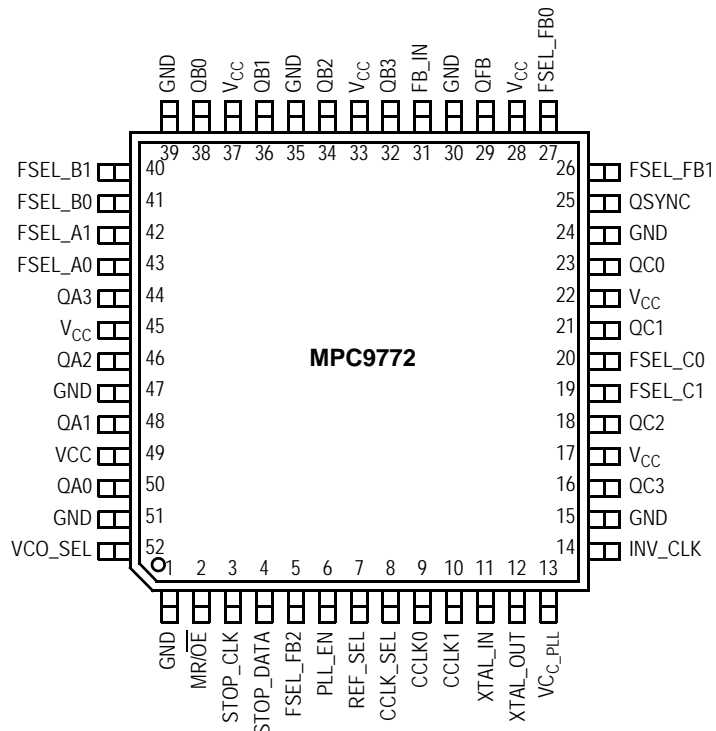 GND QB0 VCC QB1 GND QB2 VCC QB3 FB_IN GND QFB VCC FSEL_FB0
39 38 37 36 35 34 33 32 31 30 29 28 27
FSEL_B1 40 26 FSEL_FB1
FSEL_B0 41 25 QSYNC
FSEL_A1 42 24 GND
FSEL_A0 43 23 QC0
QA3 44 22 VCC
VCC 45 21 QC1
QA2 46 MPC9772 20 FSEL_C0
GND 47 19 FSEL_C1
QA1 48 18 QC2
VCC 49 17 VCC
QA0 50 16 QC3
GND 51 15 GND
VCO_SEL 52 14 INV_CLK
1 2 3 4 5 6 7 8 9 10 11 12 13
GND MR/OE STOP_CLK STOP_DATA FSEL_FB2 PLL_EN REF_SEL CCLK_SEL CCLK0 CCLK1 XTAL_IN XTAL_OUT VCC_PLL